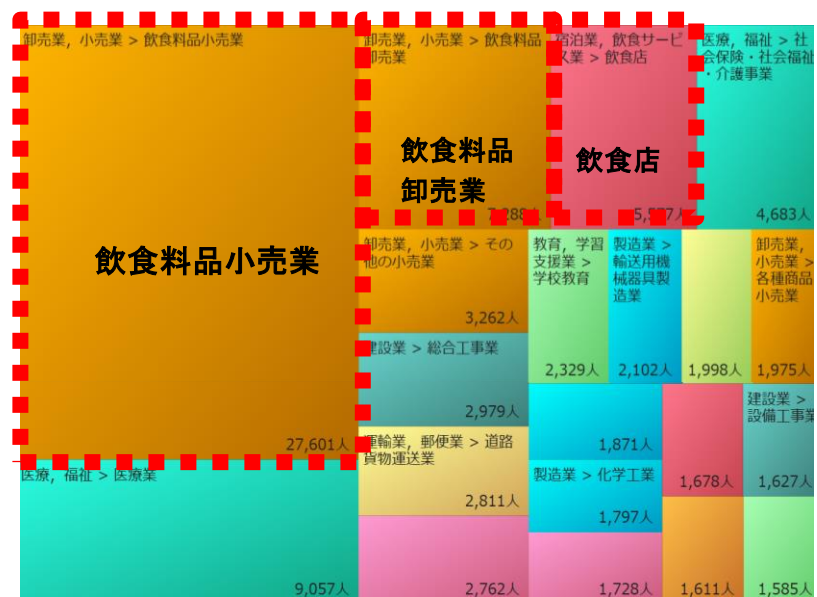 卸売業, 小売業 > 飲食料品小売業
飲食料品小売業
27,601人
卸売業, 小売業 > 飲食料品
卸売業
飲食料品
卸売業
7,288人
宿泊業, 飲食サービ
ス業 > 飲食店
飲食店
医療, 福祉 > 社
会保険・社会福祉
・介護事業
4,683人
卸売業, 小売業 > その
他の小売業
3,262人
教育, 学習
支援業 >
学校教育
2,329人
製造業 >
輸送用機
械器具製
造業
2,102人
1,998人
卸売業,
小売業 >
各種商品
小売業
1,975人
建設業 > 総合工事業
2,979人
運輸業, 郵便業 > 道路
貨物運送業
2,811人
2,762人
1,871人
製造業 > 化学工業
1,797人
1,728人
1,678人
建設業 >
設備工事業
1,627人
1,611人
1,585人
医療, 福祉 > 医療業
9,057人